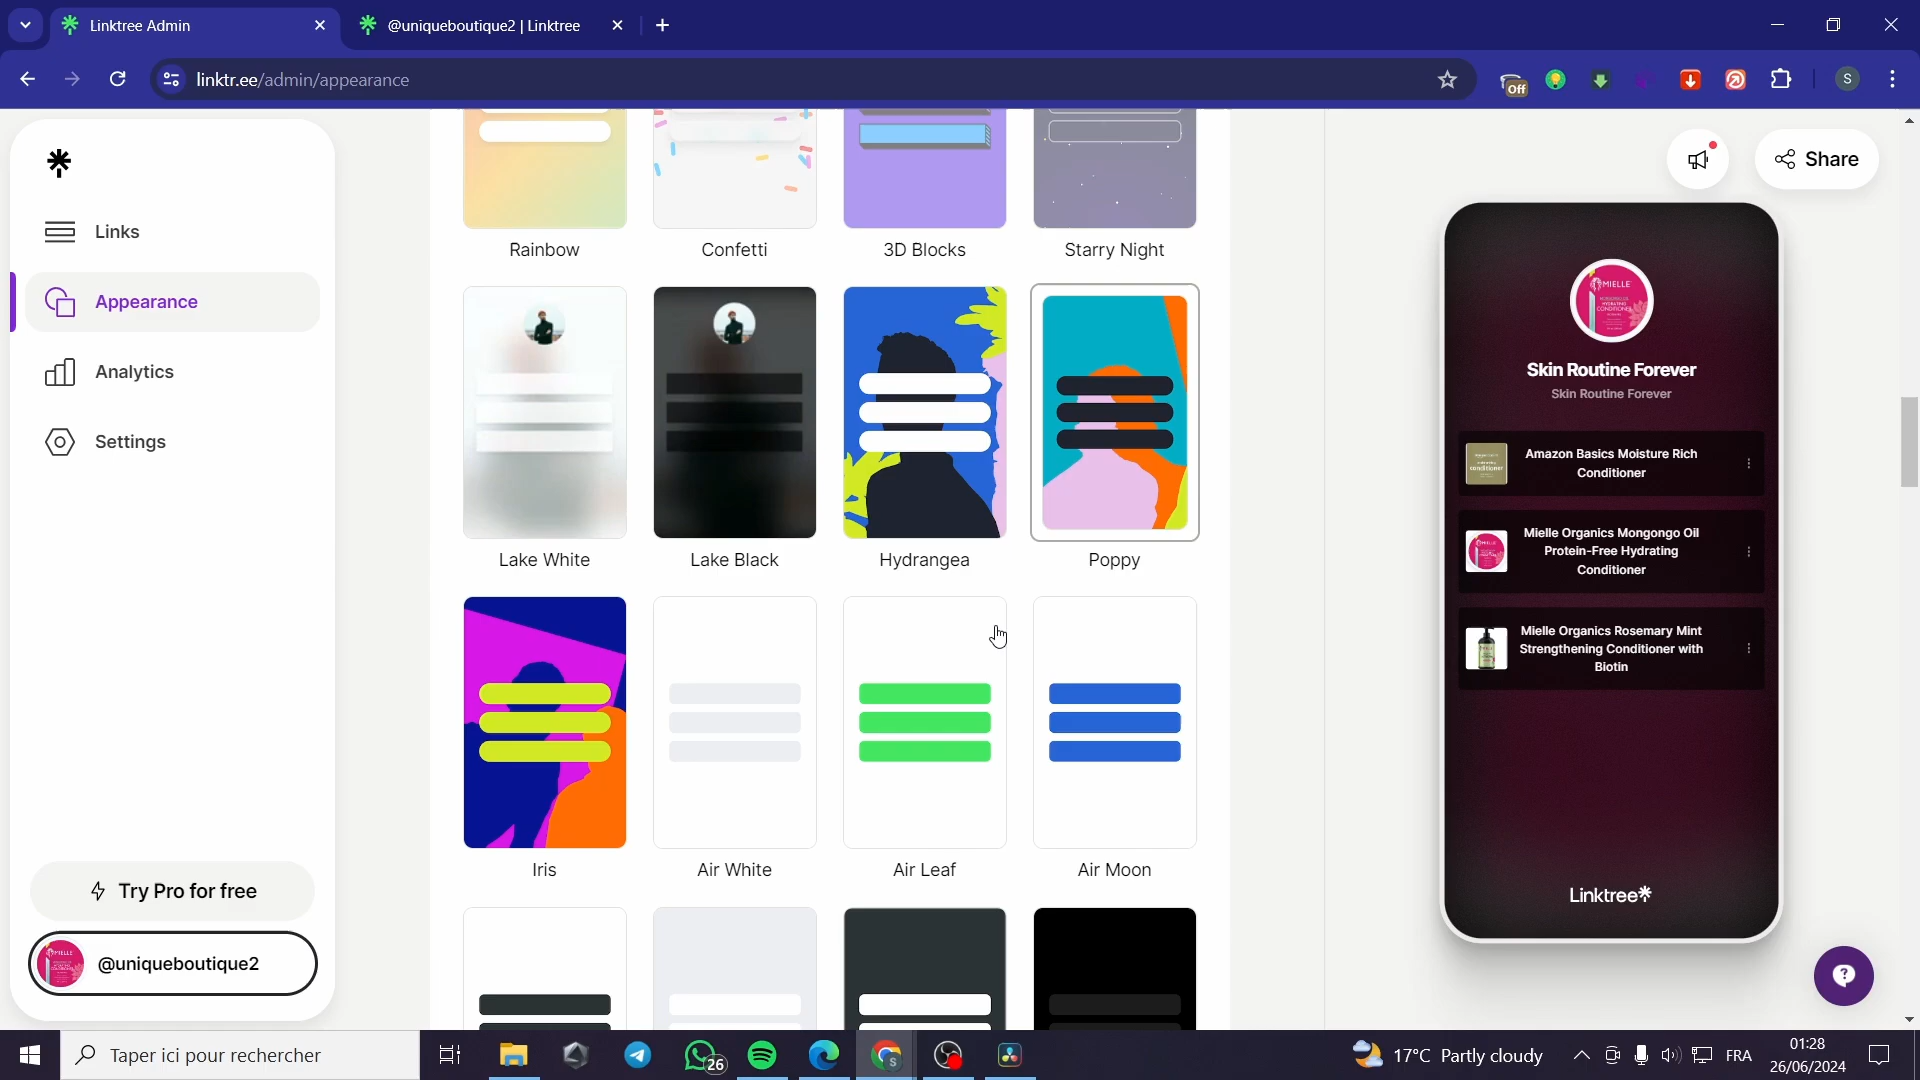 Linktree Admin
@uniqueboutique2 | Linktree
linktr.ee/admin/appearance
Off
S
Links
Appearance
Analytics
Settings
Try Pro for free
MIELLE
@uniqueboutique2
Rainbow
Confetti
3D Blocks
Starry Night
Lake White
Lake Black
Hydrangea
Poppy
Iris
Air White
Air Leaf
Air Moon
Share
MIELLE
Skin Routine Forever
Skin Routine Forever
Amazon Basics Moisture Rich
Conditioner
Mielle Organics Mongongo Oil
Protein-Free Hydrating
Conditioner
Mielle Organics Rosemary Mint
Strengthening Conditioner with
Biotin
Linktree
Taper ici pour rechercher
26
S
17°C Partly cloudy
FRA
01:28
26/06/2024